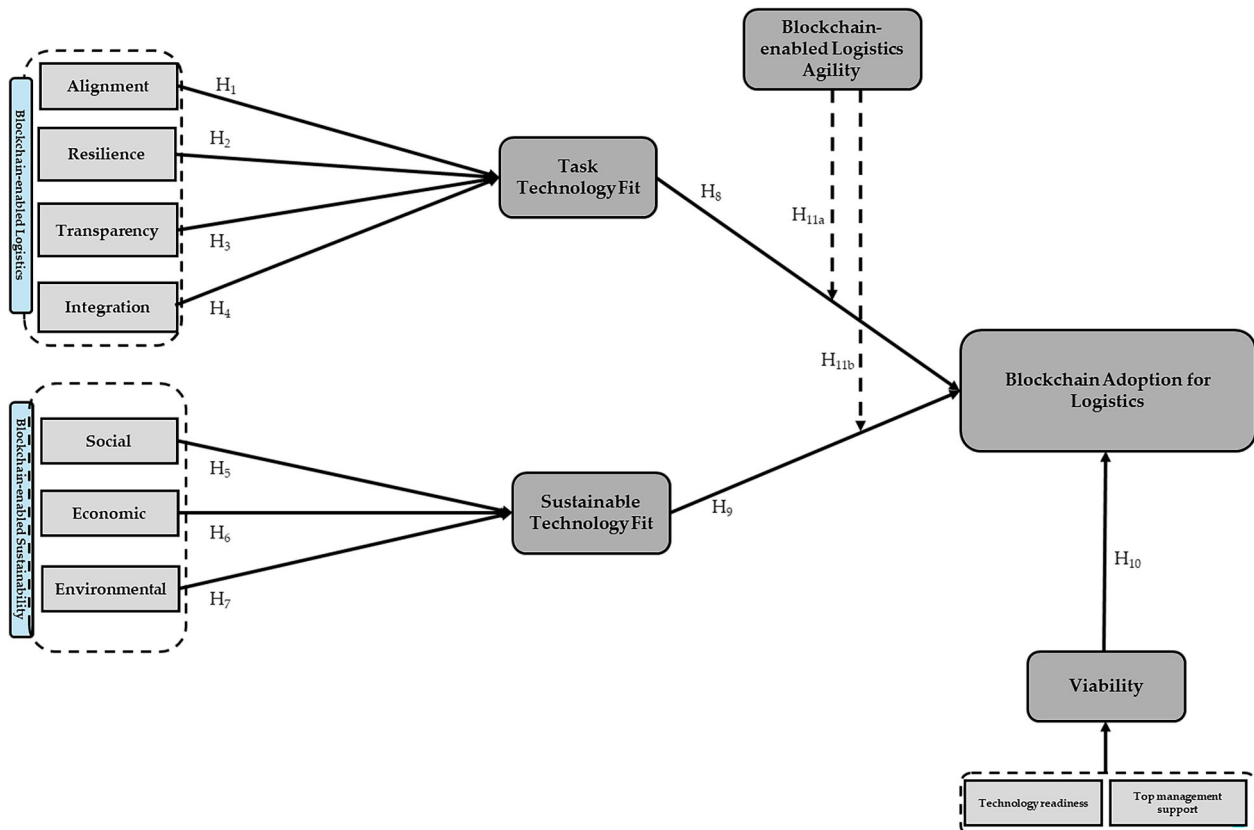 Blockchain-
enabled Logistics
Agility
Blockchain-enabled Logistics
Alignment
Resilience
Transparency
Integration
H₁
H₂
H₃
H₄
Task
Technology Fit
H₈
H₁₁ₐ
H₁₁b
Blockchain Adoption for
Logistics
Blockchain-enabled Sustainability
Social
Economic
Environmental
H₅
H₆
H₇
Sustainable
Technology Fit
H₉
H₁₀
Viability
Technology readiness
Top management
support